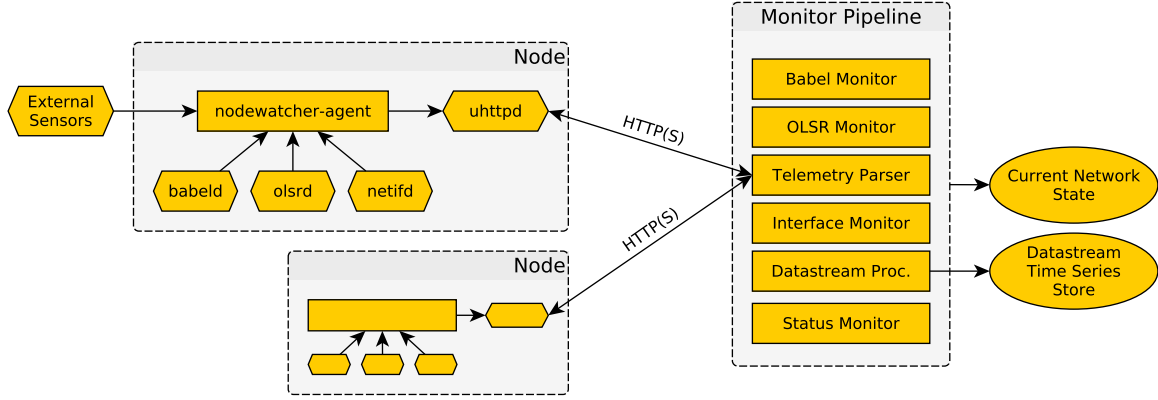 Monitor Pipeline
Node
External
Sensors
nodewatcher-agent
uhttpd
babeld
olsrd
netifd
HTTP(S)
Node
HTTP(S)
Babel Monitor
OLSR Monitor
Telemetry Parser
Interface Monitor
Datastream Proc.
Status Monitor
Current Network
State
Datastream
Time Series
Store